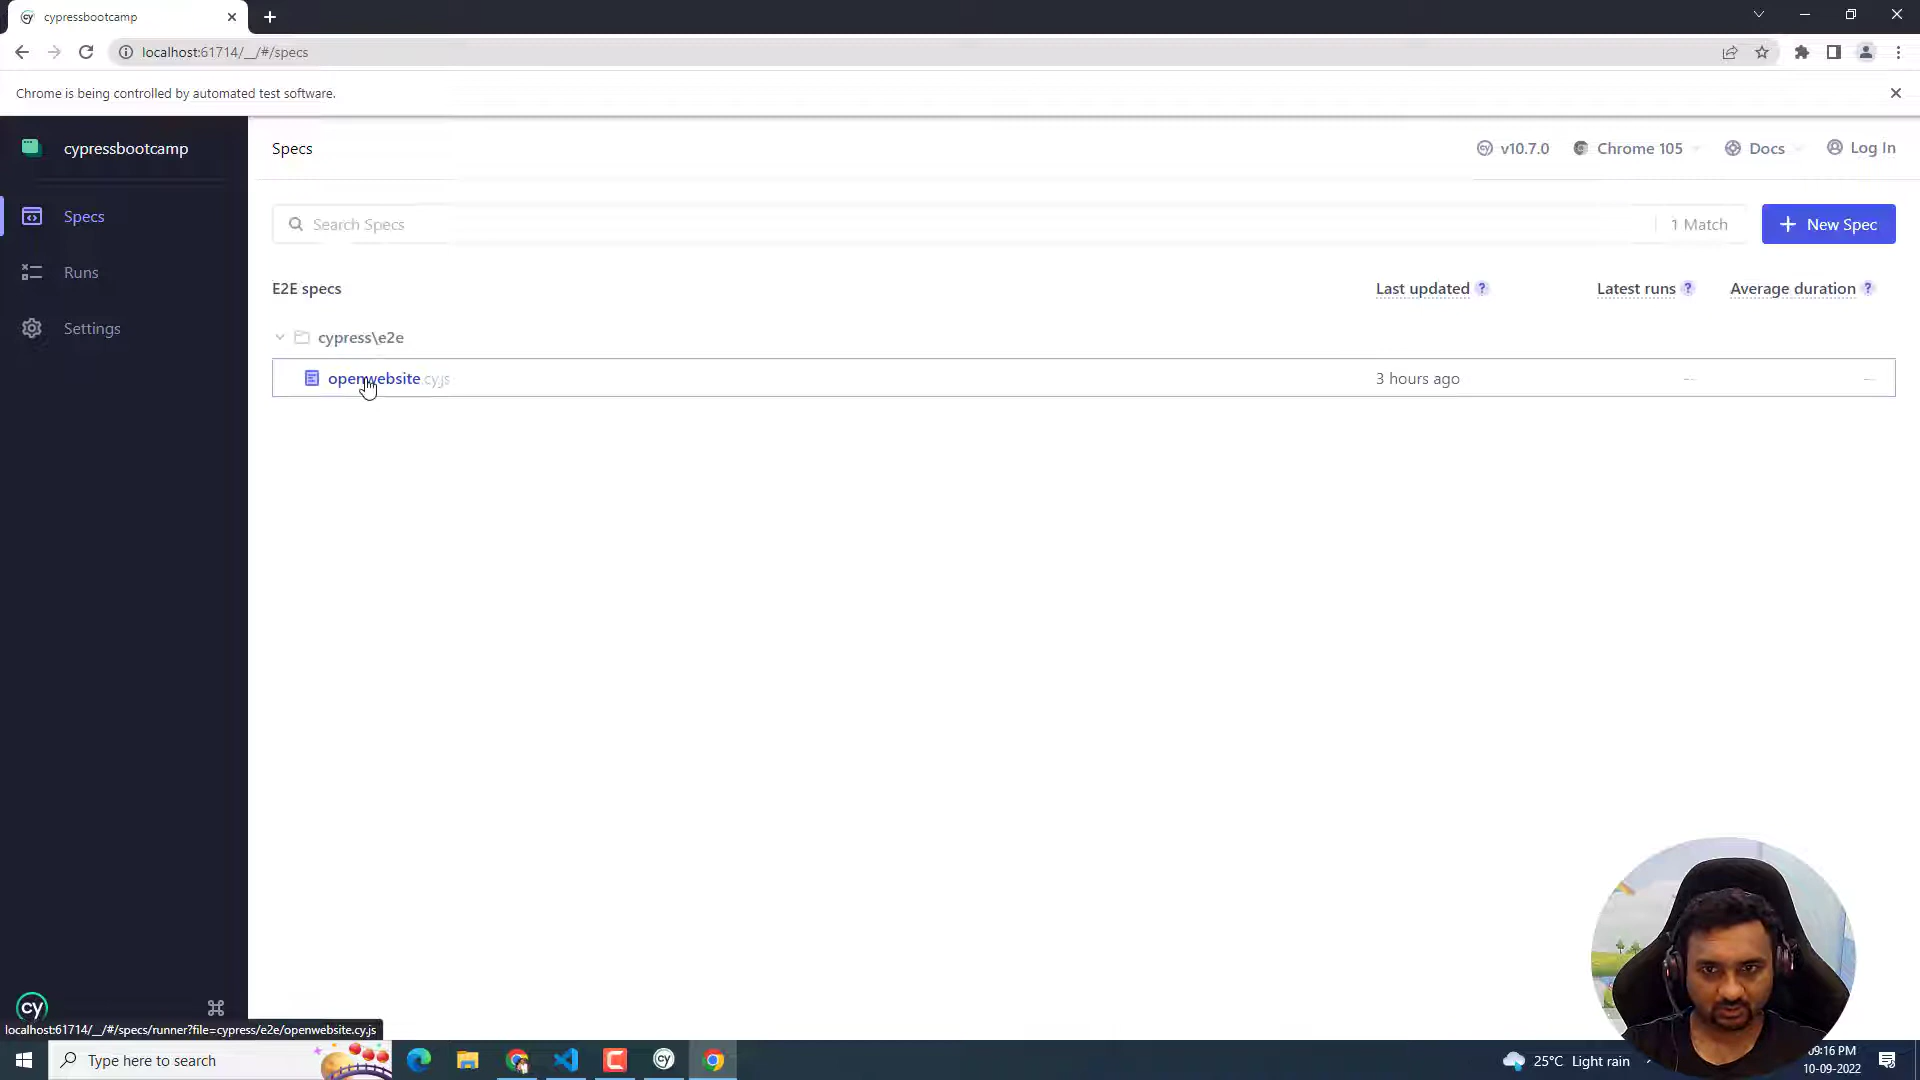 cypressbootcamp
localhost:61714/__/#/specs
Chrome is being controlled by automated test software.
cypressbootcamp
Specs
v10.7.0
Chrome 105
Docs
Log In
Specs
Runs
Settings
Search Specs
1 Match
New Spec
E2E specs
Last updated ?
Latest runs ?
Average duration ?
cypress\e2e
openwebsite.cy.js
3 hours ago
--
--
cy
localhost:61714/__/#/specs/runner?file=cypress/e2e/openwebsite.cy.js
Type here to search
25°C Light rain
09:16 PM
10-09-2022